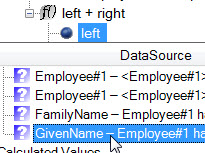 left + right
left
DataSource
Employee#1 – <Employee#1>
Employee#1 – <Employee#1>
FamilyName – Employee#1 ha
GivenName – Employee#1 ha
Calculated Values